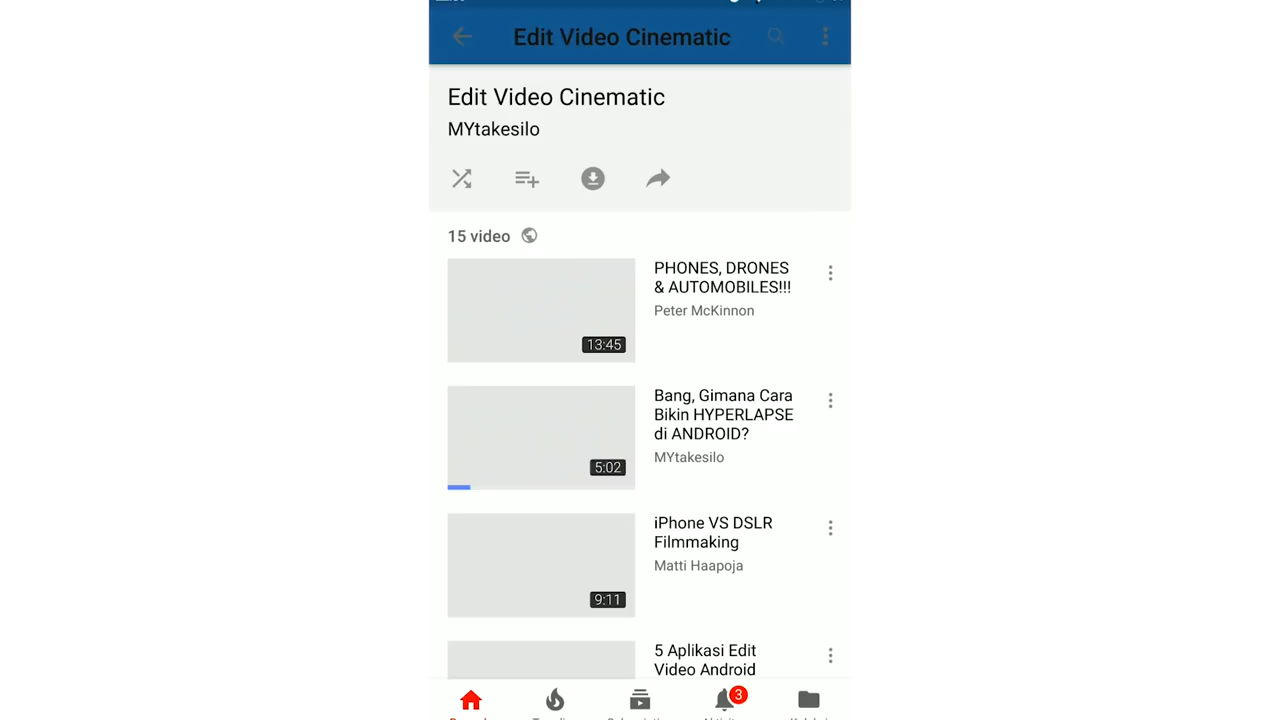 Edit Video Cinematic
Edit Video Cinematic
MYtakesilo
15 video
PHONES, DRONES
& AUTOMOBILES!!!
Peter McKinnon
13:45
Bang, Gimana Cara
Bikin HYPERLAPSE
di ANDROID?
MYtakesilo
5:02
iPhone VS DSLR
Filmmaking
Matti Haapoja
9:11
5 Aplikasi Edit
Video Android
3